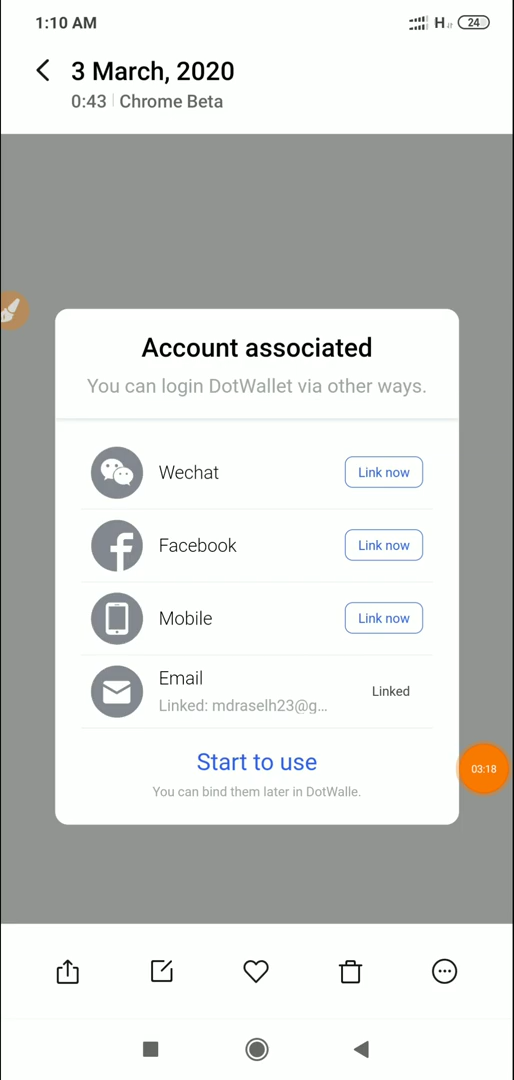 1:10 AM
H 24
3 March, 2020
0:43 | Chrome Beta
Account associated
You can login DotWallet via other ways.
Wechat
Link now
Facebook
Link now
Mobile
Link now
Email
Linked: mdraselh23@g...
Linked
Start to use
You can bind them later in DotWalle.
03:18